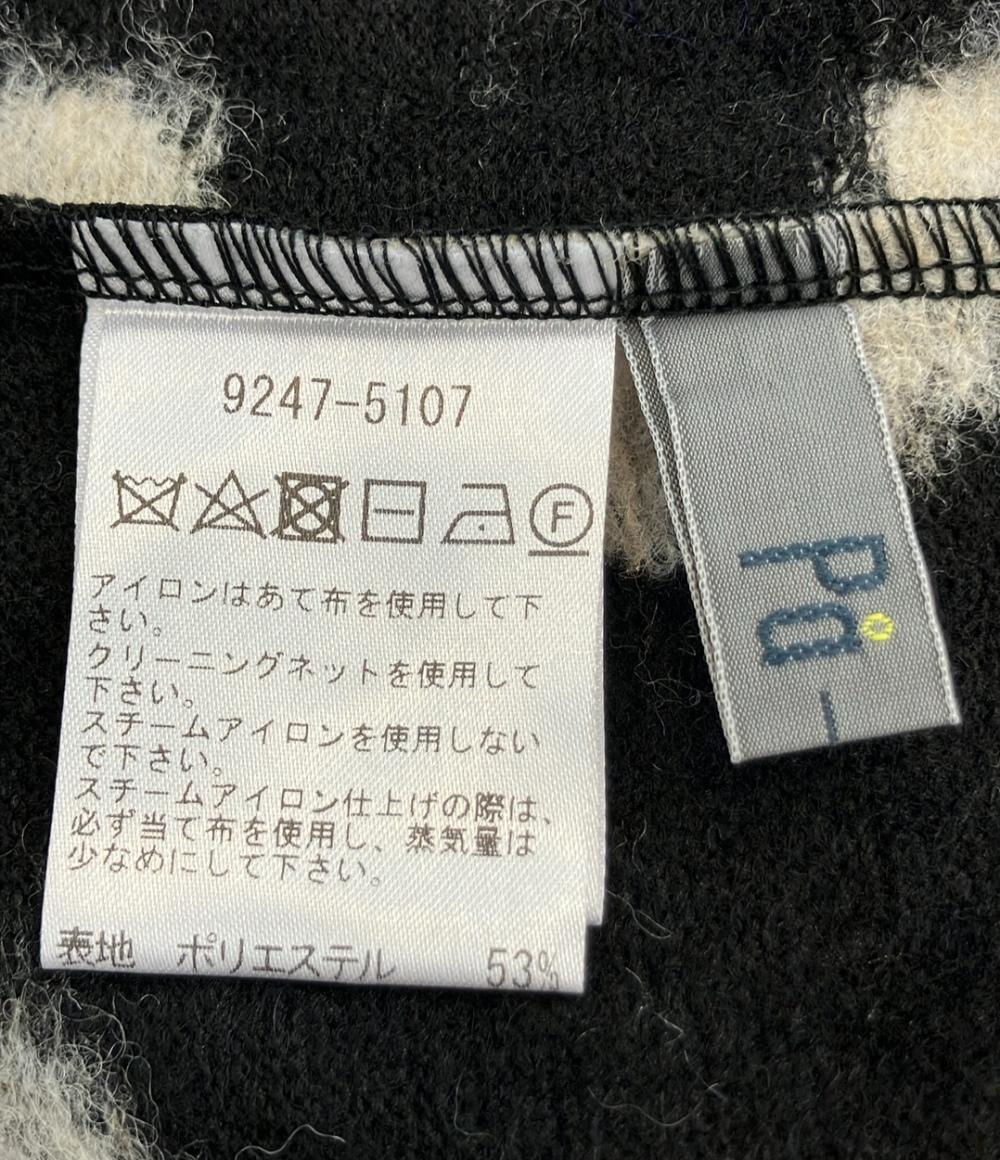 9247-5107
F
アイロンはあて布を使用して下
さい。
クリーニングネットを使用して
下さい。
スチームアイロンを使用しない
で下さい。
スチームアイロン仕上げの際は、
必ず当て布を使用し、蒸気量は
少なめにして下さい。
表地 ポリエステル 53%
Pa